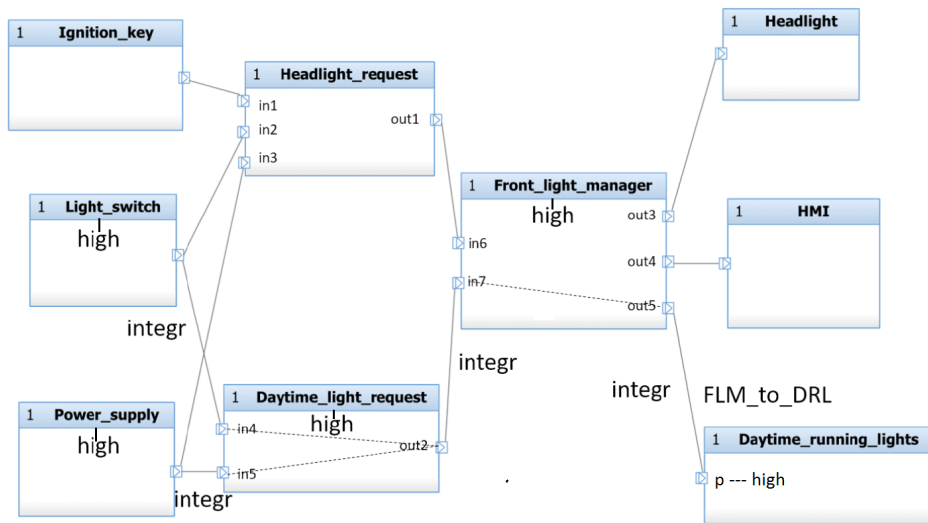 1 Ignition_key
1 Headlight_request
in1
in2
in3
out1
1 Headlight
1 Light_switch
high
1 Front_light_manager
high
in6
in7
out3
out4
out5
1 HMI
integr
integr
integr
FLM_to_DRL
1 Power_supply
high
integr
1 Daytime_light_request
high
in4
in5
out2
1 Daytime_running_lights
p --- high